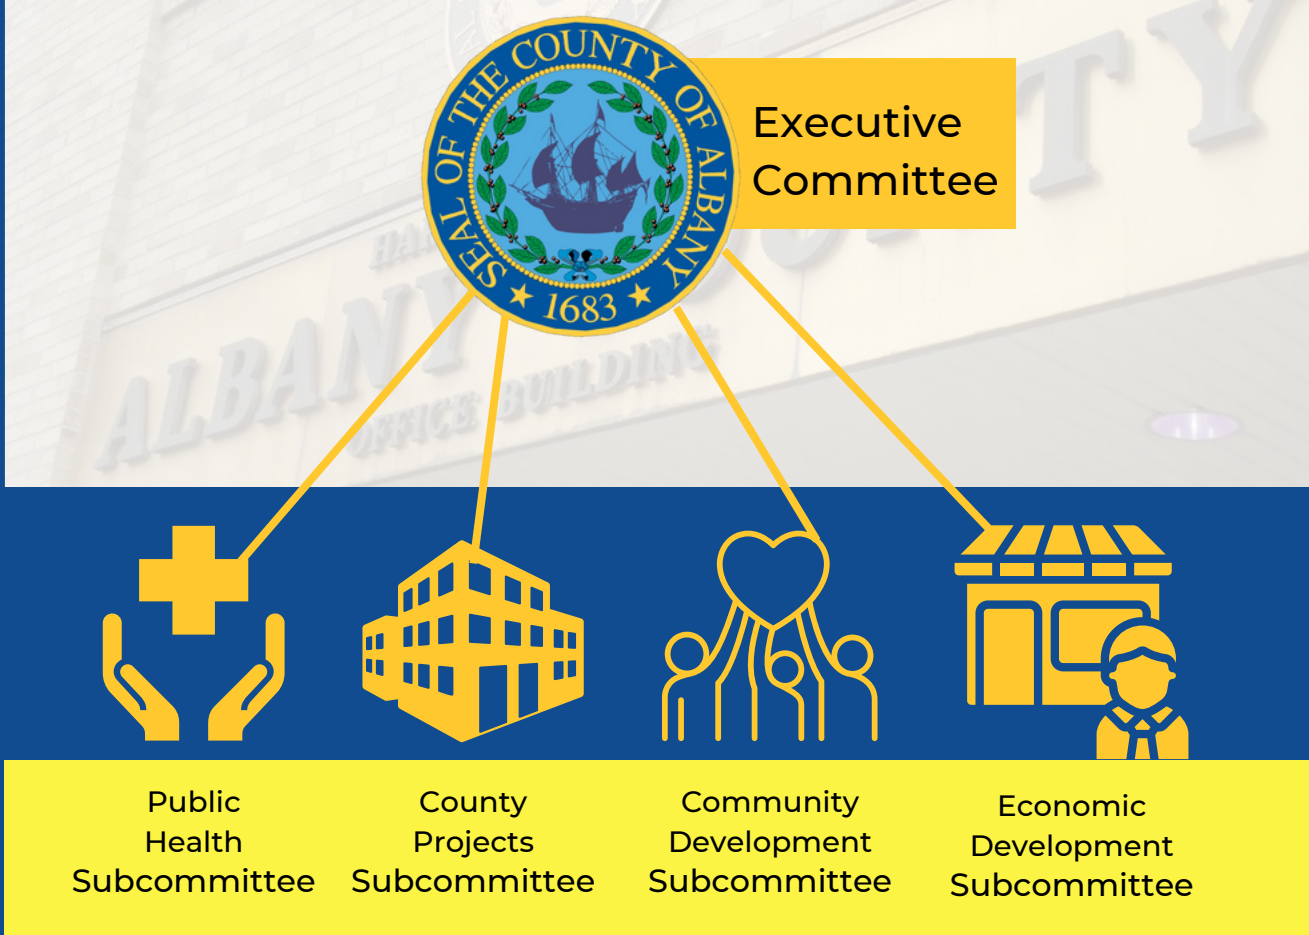 SEAL OF THE COUNTY OF ALBANY
1683
Executive
Committee
ALBANY COUNTY
OFFICE BUILDING
Public
Health
Subcommittee
County
Projects
Subcommittee
Community
Development
Subcommittee
Economic
Development
Subcommittee